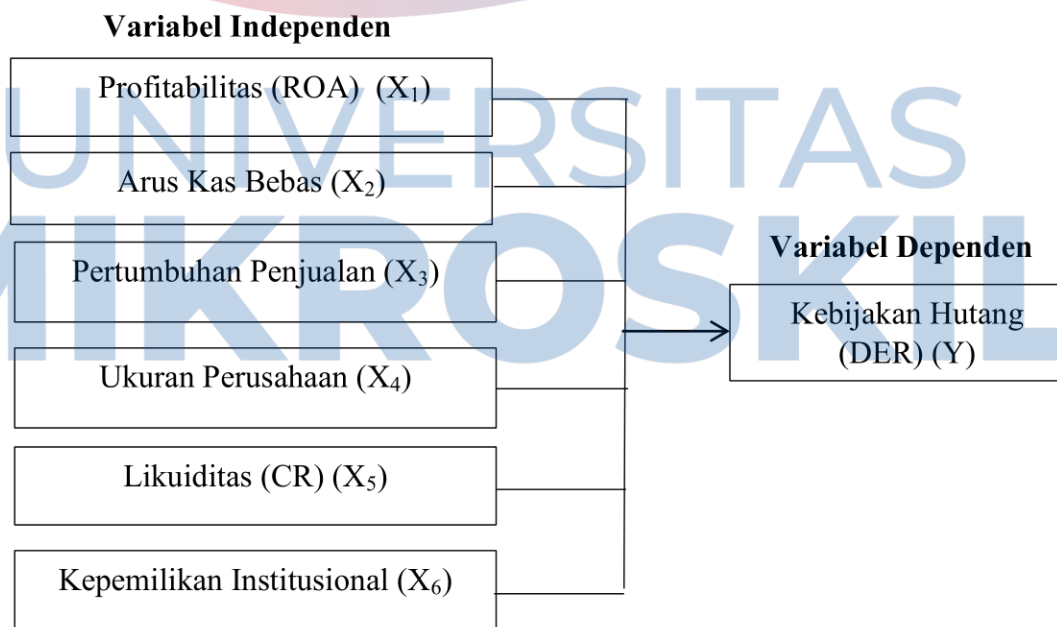 Variabel Independen
Profitabilitas (ROA) (X₁)
UNIVERSITAS
Arus Kas Bebas (X₂)
MIKROSKIL
Variabel Dependen
Pertumbuhan Penjualan (X₃)
Kebijakan Hutang
(DER) (Y)
Ukuran Perusahaan (X₄)
Likuiditas (CR) (X₅)
Kepemilikan Institusional (X₆)